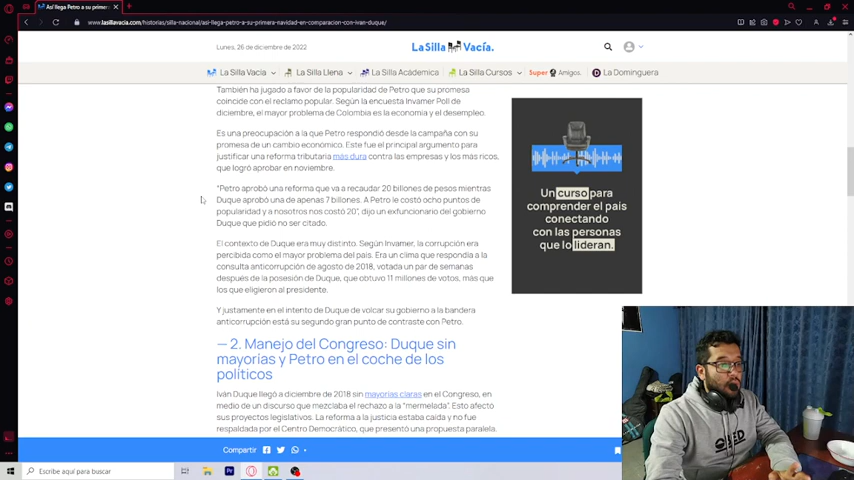 Así llega Petro a su primera
www.lasillavacia.com/historias/silla-nacional/asi-llega-petro-a-su-primera-navidad-en-comparacion-con-ivan-duque/
Lunes, 26 de diciembre de 2022
La Silla Vacía.
La Silla Vacía
La Silla Llena
La Silla Académica
La Silla Cursos
Super Amigos.
La Dominguera
También ha jugado a favor de la popularidad de Petro que su promesa
coincide con el reclamo popular. Según la encuesta Invamer Poll de
diciembre, el mayor problema de Colombia es la economía y el desempleo.
Es una preocupación a la que Petro respondió desde la campaña con su
promesa de un cambio económico. Este fue el principal argumento para
justificar una reforma tributaria más dura contra las empresas y los más ricos,
que logró aprobar en noviembre.
“Petro aprobó una reforma que va a recaudar 20 billones de pesos mientras
Duque aprobó una de apenas 7 billones. A Petro le costó ocho puntos de
popularidad y a nosotros nos costó 20”, dijo un exfuncionario del gobierno
Duque que pidió no ser citado.
El contexto de Duque era muy distinto. Según Invamer, la corrupción era
percibida como el mayor problema del país. Era un clima que respondía a la
consulta anticorrupción de agosto de 2018, votada un par de semanas
después de la posesión de Duque, que obtuvo 11 millones de votos, más que
los que eligieron al presidente.
Y justamente en el intento de Duque de volcar su gobierno a la bandera
anticorrupción está su segundo gran punto de contraste con Petro.
— 2. Manejo del Congreso: Duque sin
mayorías y Petro en el coche de los
políticos
Iván Duque llegó a diciembre de 2018 sin mayorías claras en el Congreso, en
medio de un discurso que mezclaba el rechazo a la “mermelada”. Esto afectó
sus proyectos legislativos. La reforma a la justicia estaba caída y no fue
respaldada por el Centro Democrático, que presentó una propuesta paralela.
Un curso para
comprender el país
conectando
con las personas
que lo lideran.
Compartir
Escribe aquí para buscar